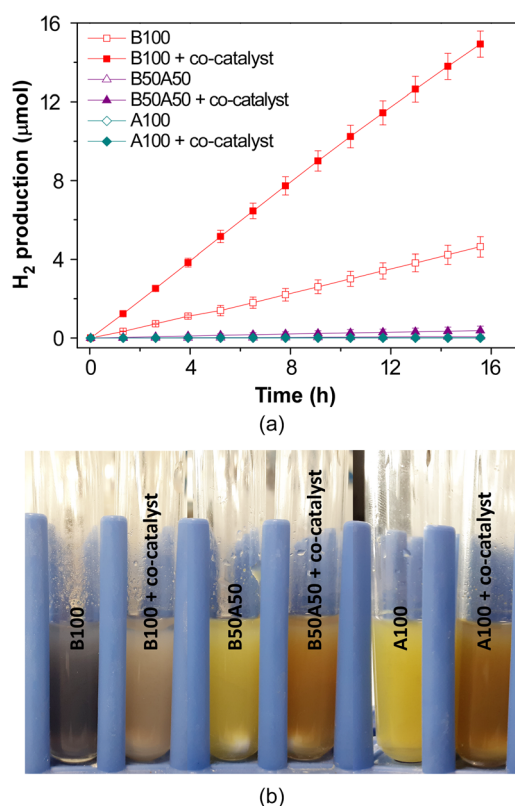 16
12
8
4
0
H₂ production (μmol)
B100
B100 + co-catalyst
B50A50
B50A50 + co-catalyst
A100
A100 + co-catalyst
0 4 8 12 16
Time (h)
(a)
B100
B100 + co-catalyst
B50A50
B50A50 + co-catalyst
A100
A100 + co-catalyst
(b)